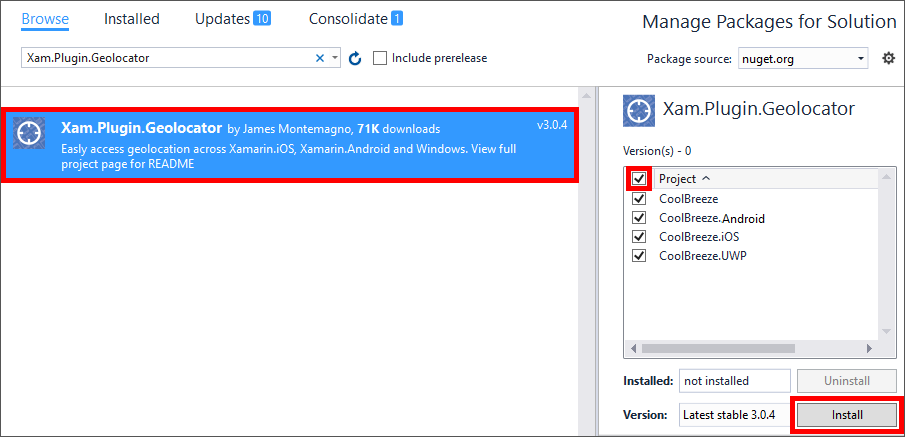 Browse Installed Updates 10 Consolidate 1 Manage Packages for Solution
Xam.Plugin.Geolocator Include prerelease Package source: nuget.org
Xam.Plugin.Geolocator by James Montemagno, 71K downloads v3.0.4
Easly access geolocation across Xamarin.iOS, Xamarin.Android and Windows. View full
project page for README
Xam.Plugin.Geolocator
Version(s) - 0
Project
CoolBreeze
CoolBreeze.Android
CoolBreeze.iOS
CoolBreeze.UWP
Installed: not installed Uninstall
Version: Latest stable 3.0.4 Install